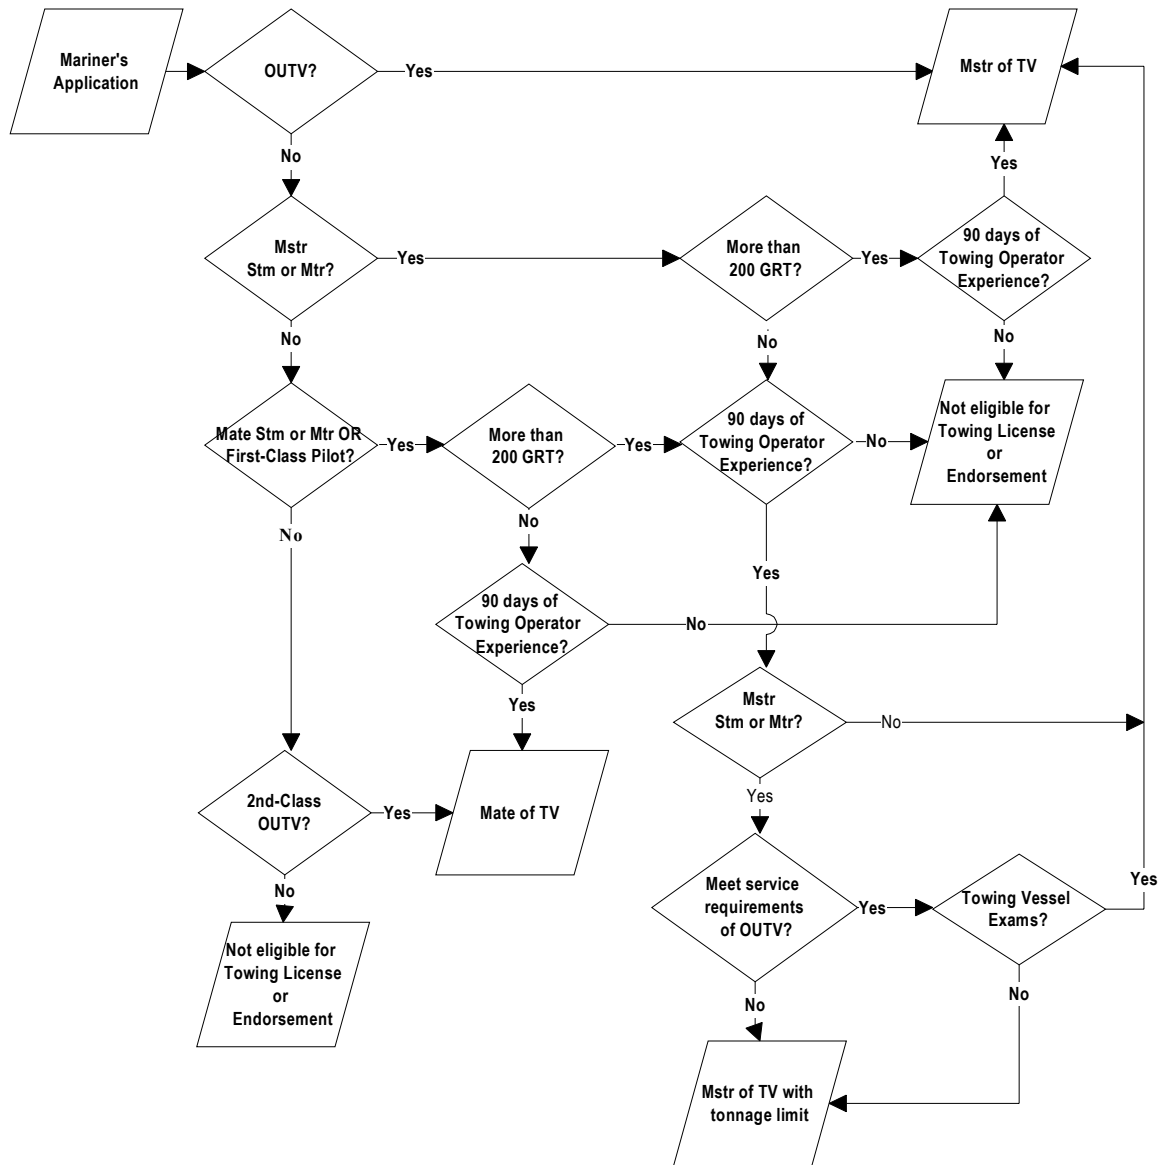 Mariner's
Application
OUTV?
Yes
Mstr of TV
No
Yes
Mstr
Stm or Mtr?
Yes
More than
200 GRT?
Yes
90 days of
Towing Operator
Experience?
No
No
No
Mate Stm or Mtr OR
First-Class Pilot?
Yes
More than
200 GRT?
Yes
90 days of
Towing Operator
Experience?
No
Not eligible for
Towing License
or
Endorsement
No
No
Yes
90 days of
Towing Operator
Experience?
No
Yes
Mstr
Stm or Mtr?
No
2nd-Class
OUTV?
Yes
Mate of TV
Yes
Meet service
requirements
of OUTV?
Yes
Towing Vessel
Exams?
Yes
No
Not eligible for
Towing License
or
Endorsement
No
No
Mstr of TV with
tonnage limit